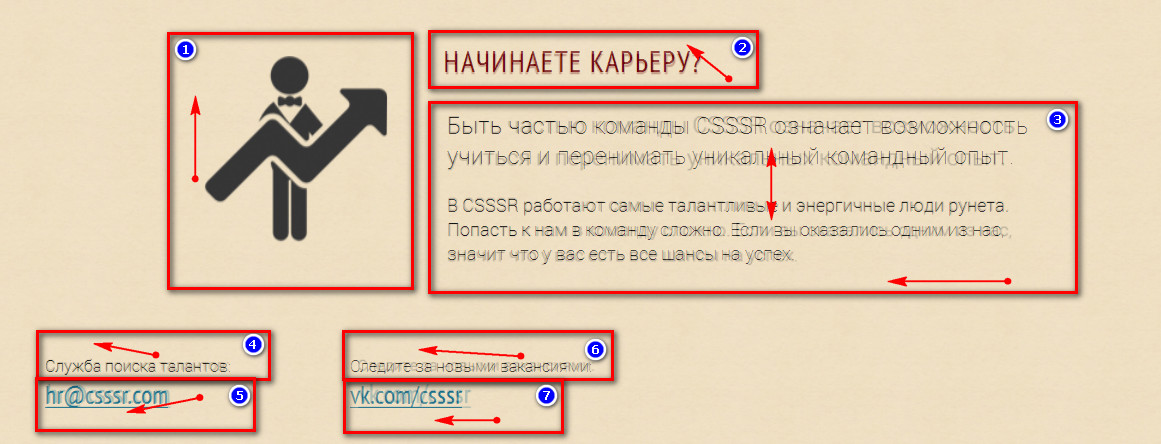 1
2
НАЧИНАЕТЕ КАРЬЕРУ?
3
Быть частью команды CSSSR означает возможность
учиться и перенимать уникальный командный опыт.
В CSSSR работают самые талантливые и энергичные люди рунета.
Попасть к нам в команду сложно. Если вы оказались одним из нас,
значит что у вас есть все шансы на успех.
4
Служба поиска талантов:
5
hr@csssr.com
6
Следите за новыми вакансиями:
7
vk.com/csssr